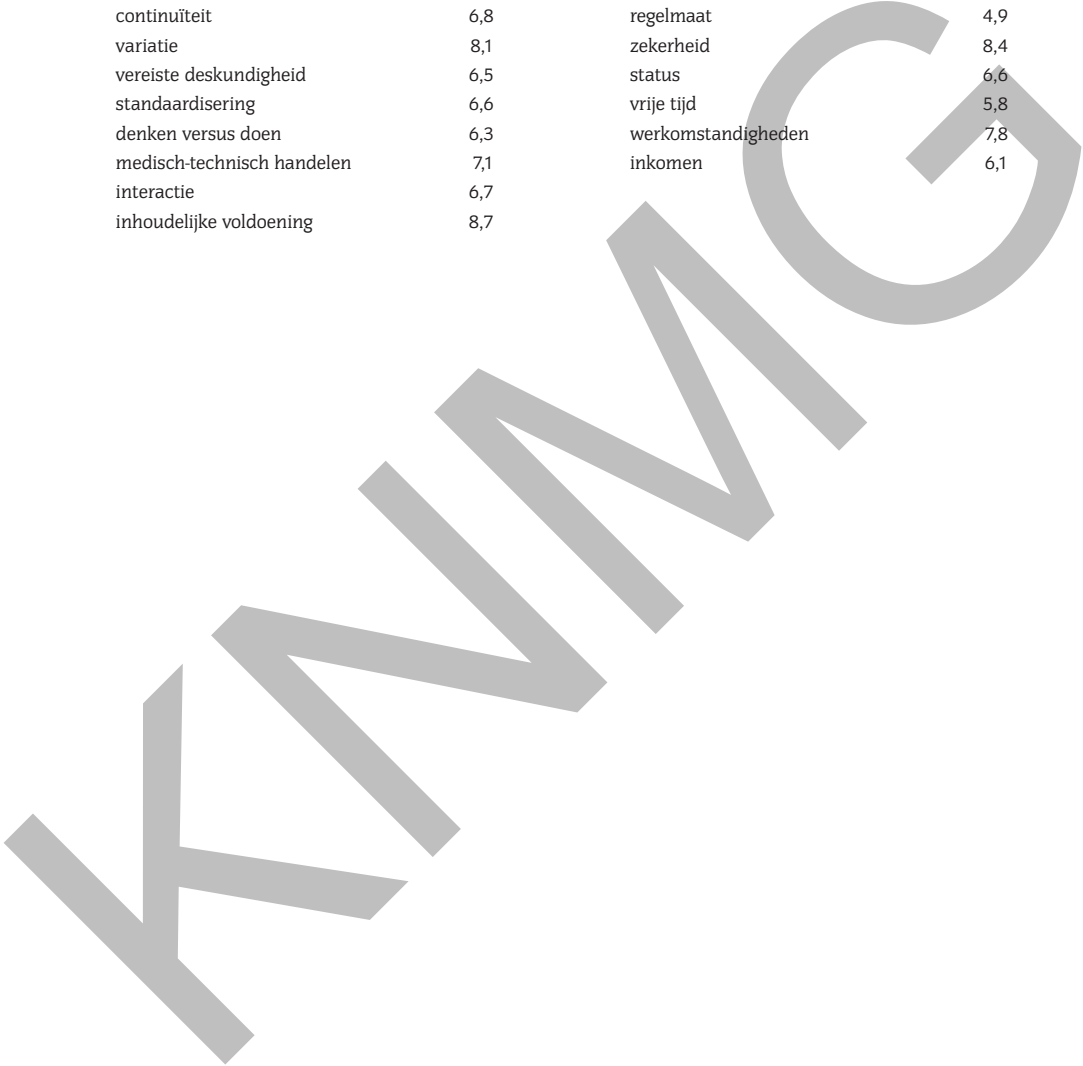 continuïteit 6,8
variatie 8,1
vereiste deskundigheid 6,5
standaardisering 6,6
denken versus doen 6,3
medisch-technisch handelen 7,1
interactie 6,7
inhoudelijke voldoening 8,7
regelmaat 4,9
zekerheid 8,4
status 6,6
vrije tijd 5,8
werkomstandigheden 7,8
inkomen 6,1
KNMG